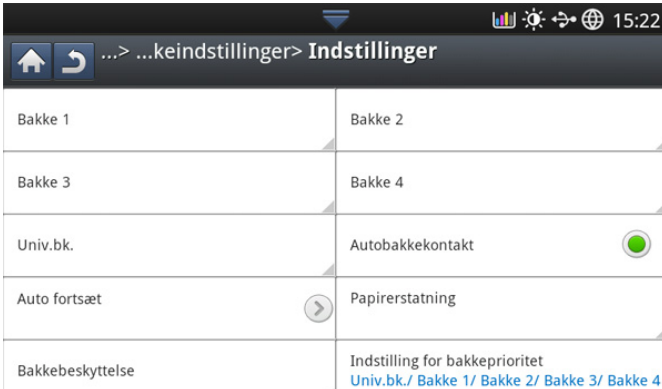 15:22
...> ...keindstillinger> Indstillinger
Bakke 1
Bakke 2
Bakke 3
Bakke 4
Univ.bk.
Autobakkekontakt
Auto fortsæt
Papirerstatning
Bakkebeskyttelse
Indstilling for bakkeprioritet
Univ.bk./ Bakke 1/ Bakke 2/ Bakke 3/ Bakke 4